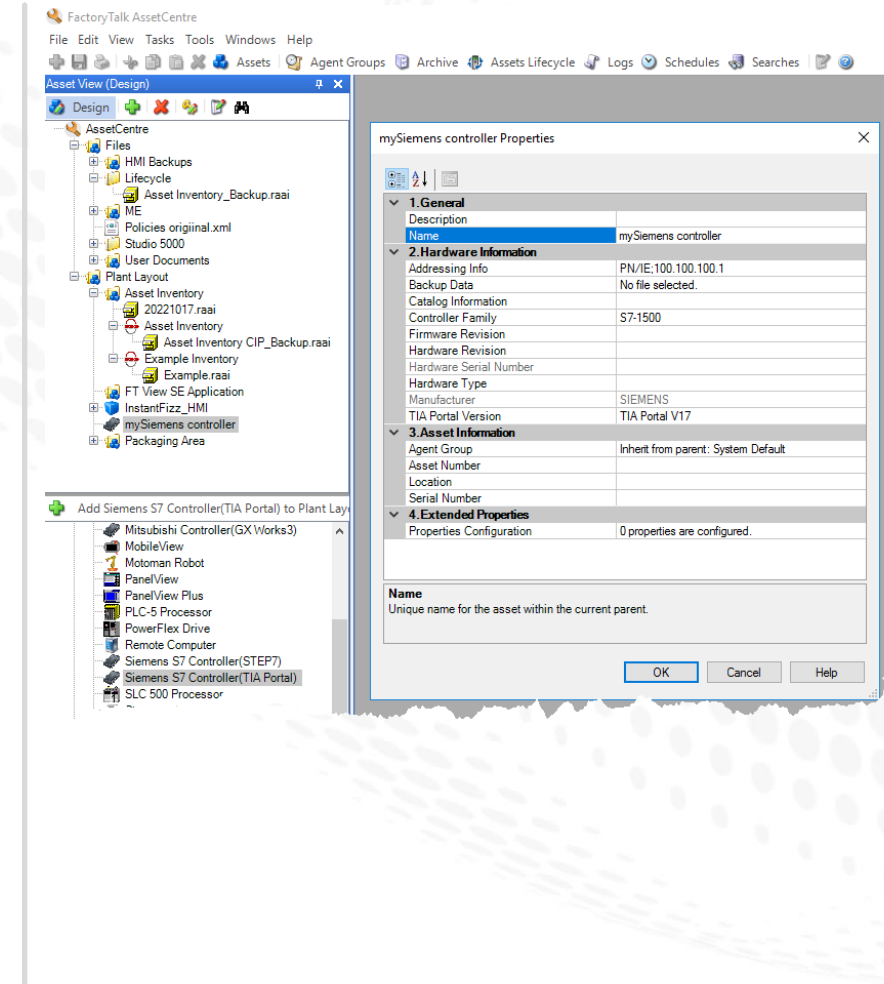 FactoryTalk AssetCentre
File Edit View Tasks Tools Windows Help
Assets Agent Groups Archive Assets Lifecycle Logs Schedules Searches
Asset View (Design)
Design
AssetCentre
Files
HMI Backups
Lifecycle
Asset Inventory_Backup.raai
ME
Policies origiinal.xml
Studio 5000
User Documents
Plant Layout
Asset Inventory
20221017.raai
Asset Inventory
Asset Inventory CIP_Backup.raai
Example Inventory
Example.raai
FT View SE Application
InstantFizz_HMI
mySiemens controller
Packaging Area
Add Siemens S7 Controller(TIA Portal) to Plant Layo
Mitsubishi Controller(GX Works3)
MobileView
Motoman Robot
PanelView
PanelView Plus
PLC-5 Processor
PowerFlex Drive
Remote Computer
Siemens S7 Controller(STEP7)
Siemens S7 Controller(TIA Portal)
SLC 500 Processor
mySiemens controller Properties
1.General
Description
Name mySiemens controller
2.Hardware Information
Addressing Info PN/IE;100.100.100.1
Backup Data No file selected.
Catalog Information
Controller Family S7-1500
Firmware Revision
Hardware Revision
Hardware Serial Number
Hardware Type
Manufacturer SIEMENS
TIA Portal Version TIA Portal V17
3.Asset Information
Agent Group Inherit from parent: System Default
Asset Number
Location
Serial Number
4.Extended Properties
Properties Configuration 0 properties are configured.
Name
Unique name for the asset within the current parent.
OK Cancel Help